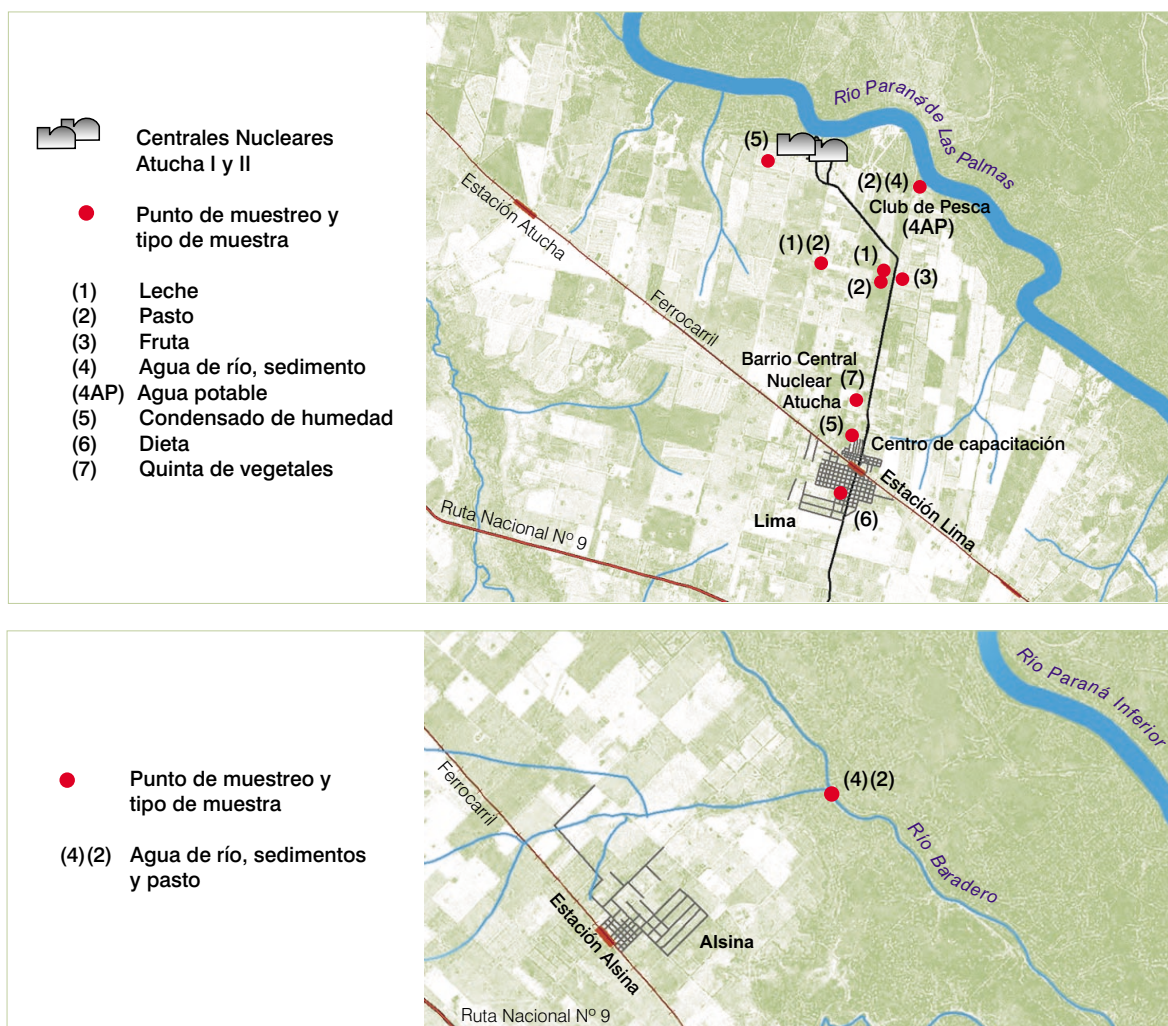 Centrales Nucleares
Atucha I y II
Punto de muestreo y
tipo de muestra
(1) Leche
(2) Pasto
(3) Fruta
(4) Agua de río, sedimento
(4AP) Agua potable
(5) Condensado de humedad
(6) Dieta
(7) Quinta de vegetales
Río Paraná de Las Palmas
(5)
(2) (4)
Club de Pesca
(4AP)
Estación Atucha
(1) (2)
(1)
(2)
(3)
Ferrocarril
Barrio Central
Nuclear
Atucha
(7)
(5)
Centro de capacitación
Estación Lima
Lima
(6)
Ruta Nacional Nº 9
Punto de muestreo y
tipo de muestra
(4)(2) Agua de río, sedimentos
y pasto
Río Paraná Inferior
Ferrocarril
(4)(2)
Río Baradero
Estación Alsina
Alsina
Ruta Nacional Nº 9